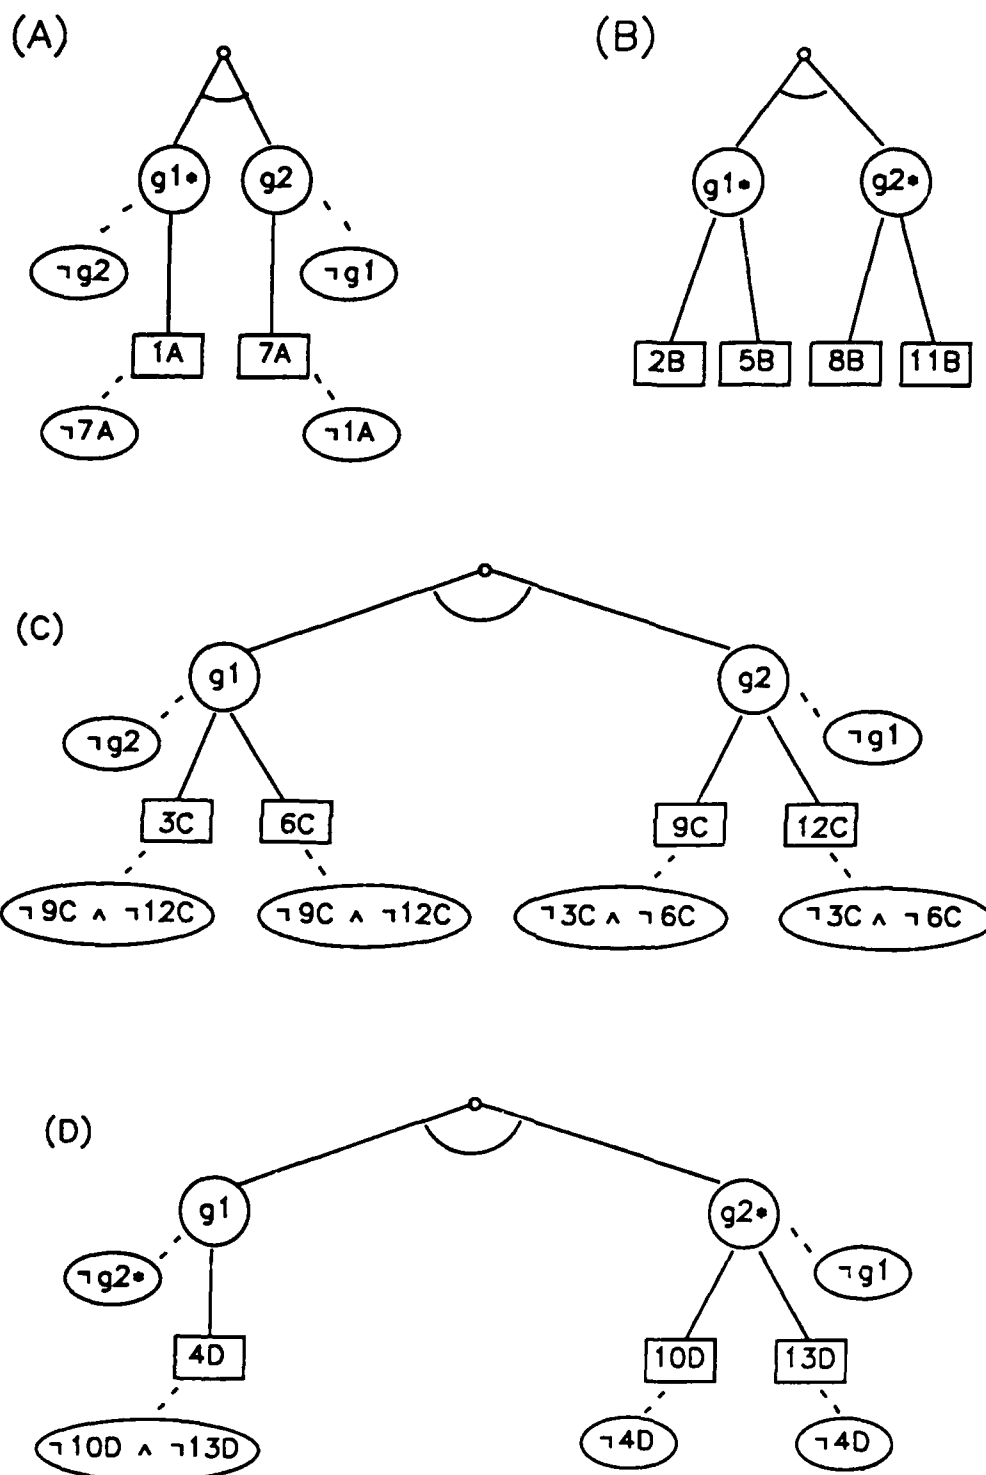 (A)
(B)
g1* g2
g1* g2*
¬g2 ¬g1
1A 7A
2B 5B 8B 11B
¬7A ¬1A
(C)
g1 g2
¬g2 ¬g1
3C 6C 9C 12C
¬9C ∧ ¬12C ¬9C ∧ ¬12C ¬3C ∧ ¬6C ¬3C ∧ ¬6C
(D)
g1 g2*
¬g2* ¬g1
4D 10D 13D
¬10D ∧ ¬13D ¬4D ¬4D